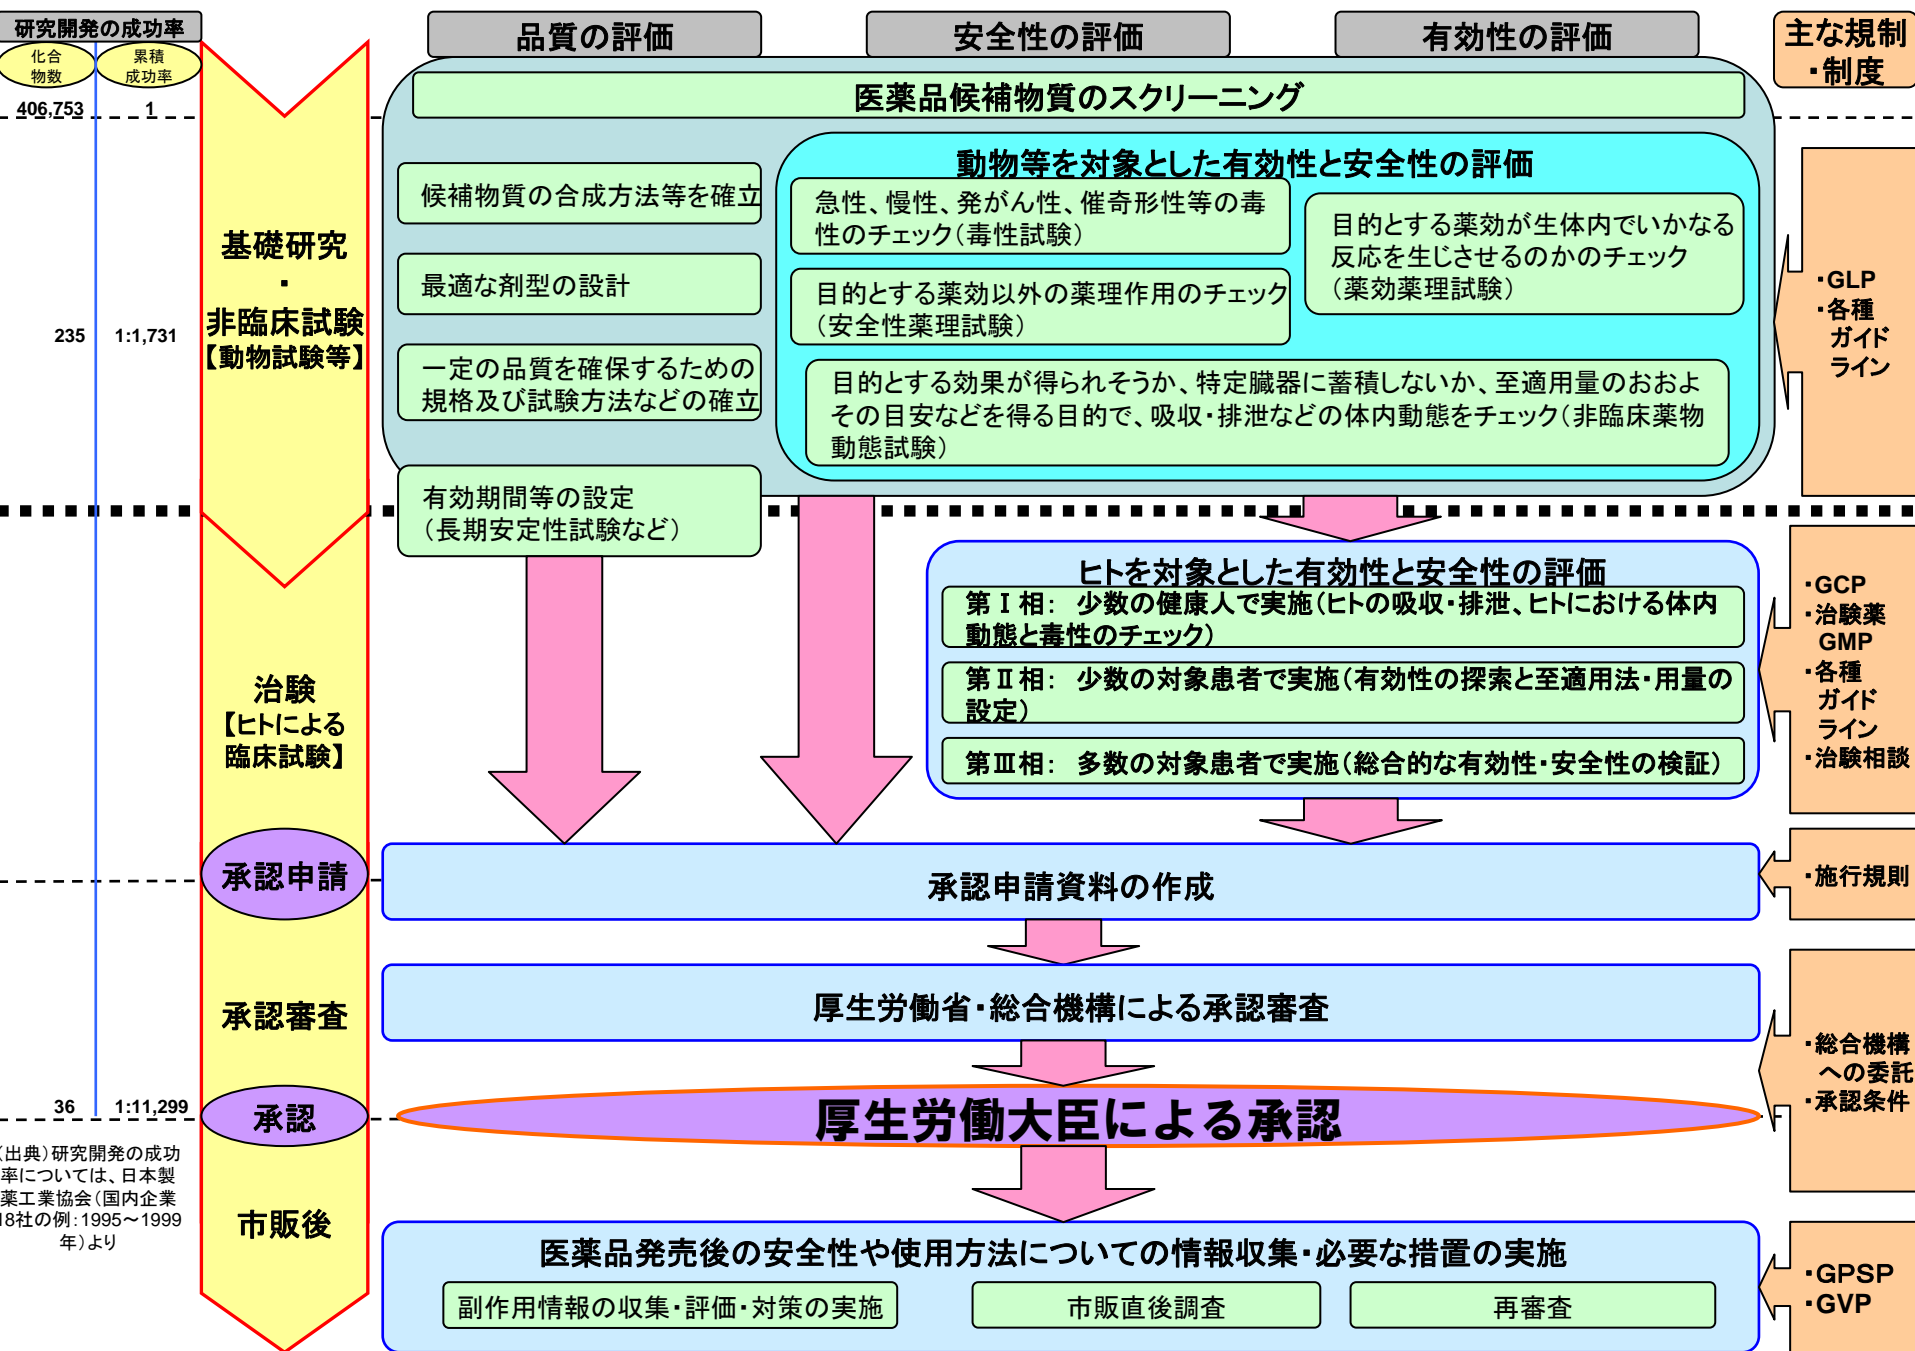 研究開発の成功率
化合
物数
累積
成功率
406,753
1
235
1:1,731
36
1:11,299
(出典)研究開発の成功
率については、日本製
薬工業協会(国内企業
18社の例:1995~1999
年)より
基礎研究
・
非臨床試験
【動物試験等】
治験
【ヒトによる
臨床試験】
承認申請
承認審査
承認
市販後
品質の評価
安全性の評価
有効性の評価
主な規制
・制度
医薬品候補物質のスクリーニング
候補物質の合成方法等を確立
最適な剤型の設計
一定の品質を確保するための
規格及び試験方法などの確立
有効期間等の設定
(長期安定性試験など)
動物等を対象とした有効性と安全性の評価
急性、慢性、発がん性、催奇形性等の毒
性のチェック(毒性試験)
目的とする薬効以外の薬理作用のチェック
(安全性薬理試験)
目的とする薬効が生体内でいかなる
反応を生じさせるのかのチェック
(薬効薬理試験)
目的とする効果が得られそうか、特定臓器に蓄積しないか、至適用量のおおよ
その目安などを得る目的で、吸収・排泄などの体内動態をチェック(非臨床薬物
動態試験)
・GLP
・各種
ガイド
ライン
ヒトを対象とした有効性と安全性の評価
第Ⅰ相: 少数の健康人で実施(ヒトの吸収・排泄、ヒトにおける体内
動態と毒性のチェック)
第Ⅱ相: 少数の対象患者で実施(有効性の探索と至適用法・用量の
設定)
第Ⅲ相: 多数の対象患者で実施(総合的な有効性・安全性の検証)
・GCP
・治験薬
GMP
・各種
ガイド
ライン
・治験相談
承認申請資料の作成
・施行規則
厚生労働省・総合機構による承認審査
厚生労働大臣による承認
・総合機構
への委託
・承認条件
医薬品発売後の安全性や使用方法についての情報収集・必要な措置の実施
副作用情報の収集・評価・対策の実施
市販直後調査
再審査
・GPSP
・GVP